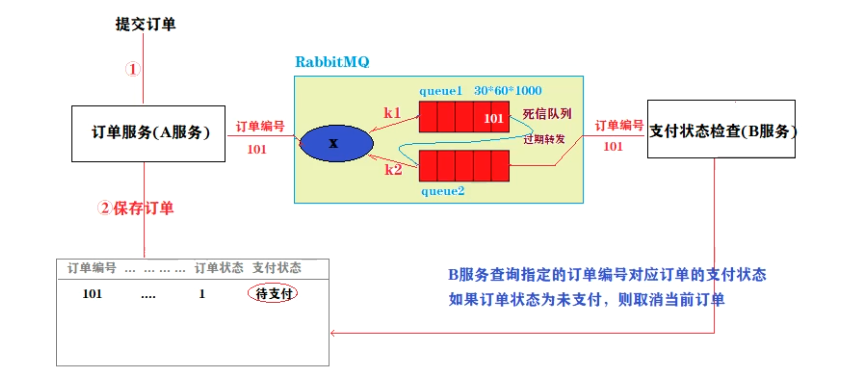 提交订单
①
RabbitMQ
queue1 30*60*1000
k1
101
死信队列
订单服务(A服务)
订单编号
101
X
过期转发
订单编号
101
支付状态检查(B服务)
k2
queue2
②保存订单
订单编号 ... ... ... ... 订单状态 支付状态
101 .... 1 待支付
B服务查询指定的订单编号对应订单的支付状态
如果订单状态为未支付，则取消当前订单